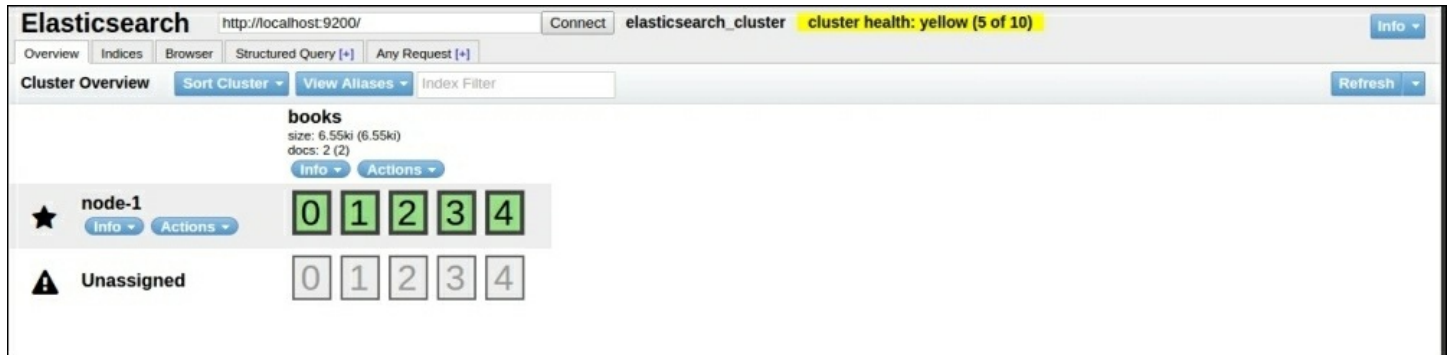 Elasticsearch http://localhost:9200/ Connect elasticsearch_cluster cluster health: yellow (5 of 10) Info
Overview Indices Browser Structured Query [+] Any Request [+]
Cluster Overview Sort Cluster View Aliases Index Filter Refresh
books
size: 6.55ki (6.55ki)
docs: 2 (2)
Info Actions
node-1 0 1 2 3 4
Info Actions
Unassigned 0 1 2 3 4